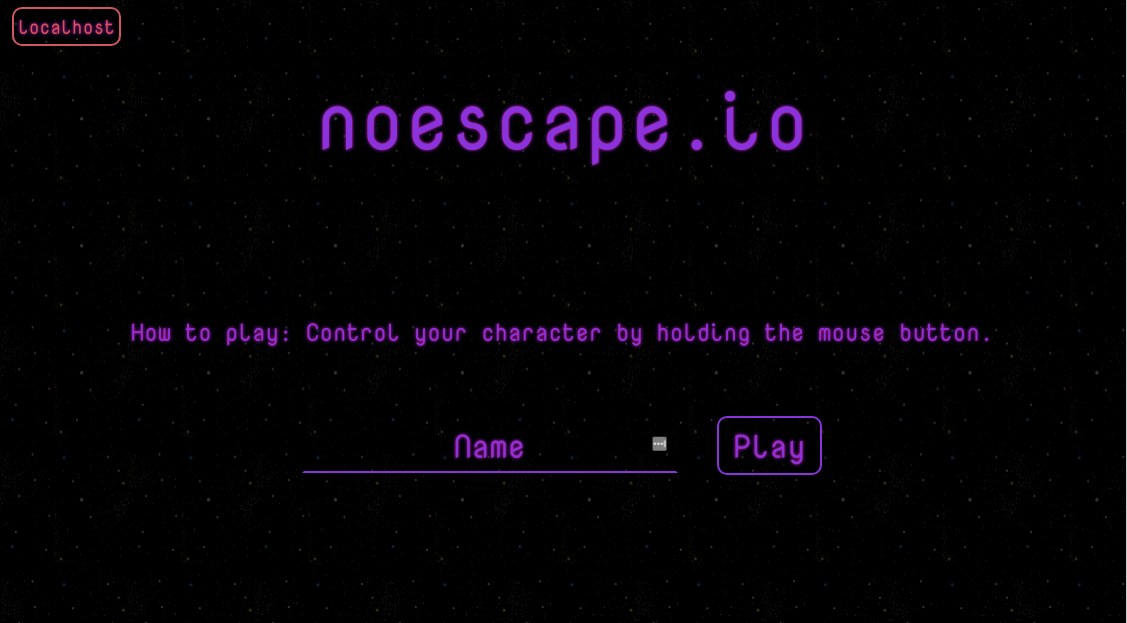 localhost
noescape.io
How to play: Control your character by holding the mouse button.
Name
Play